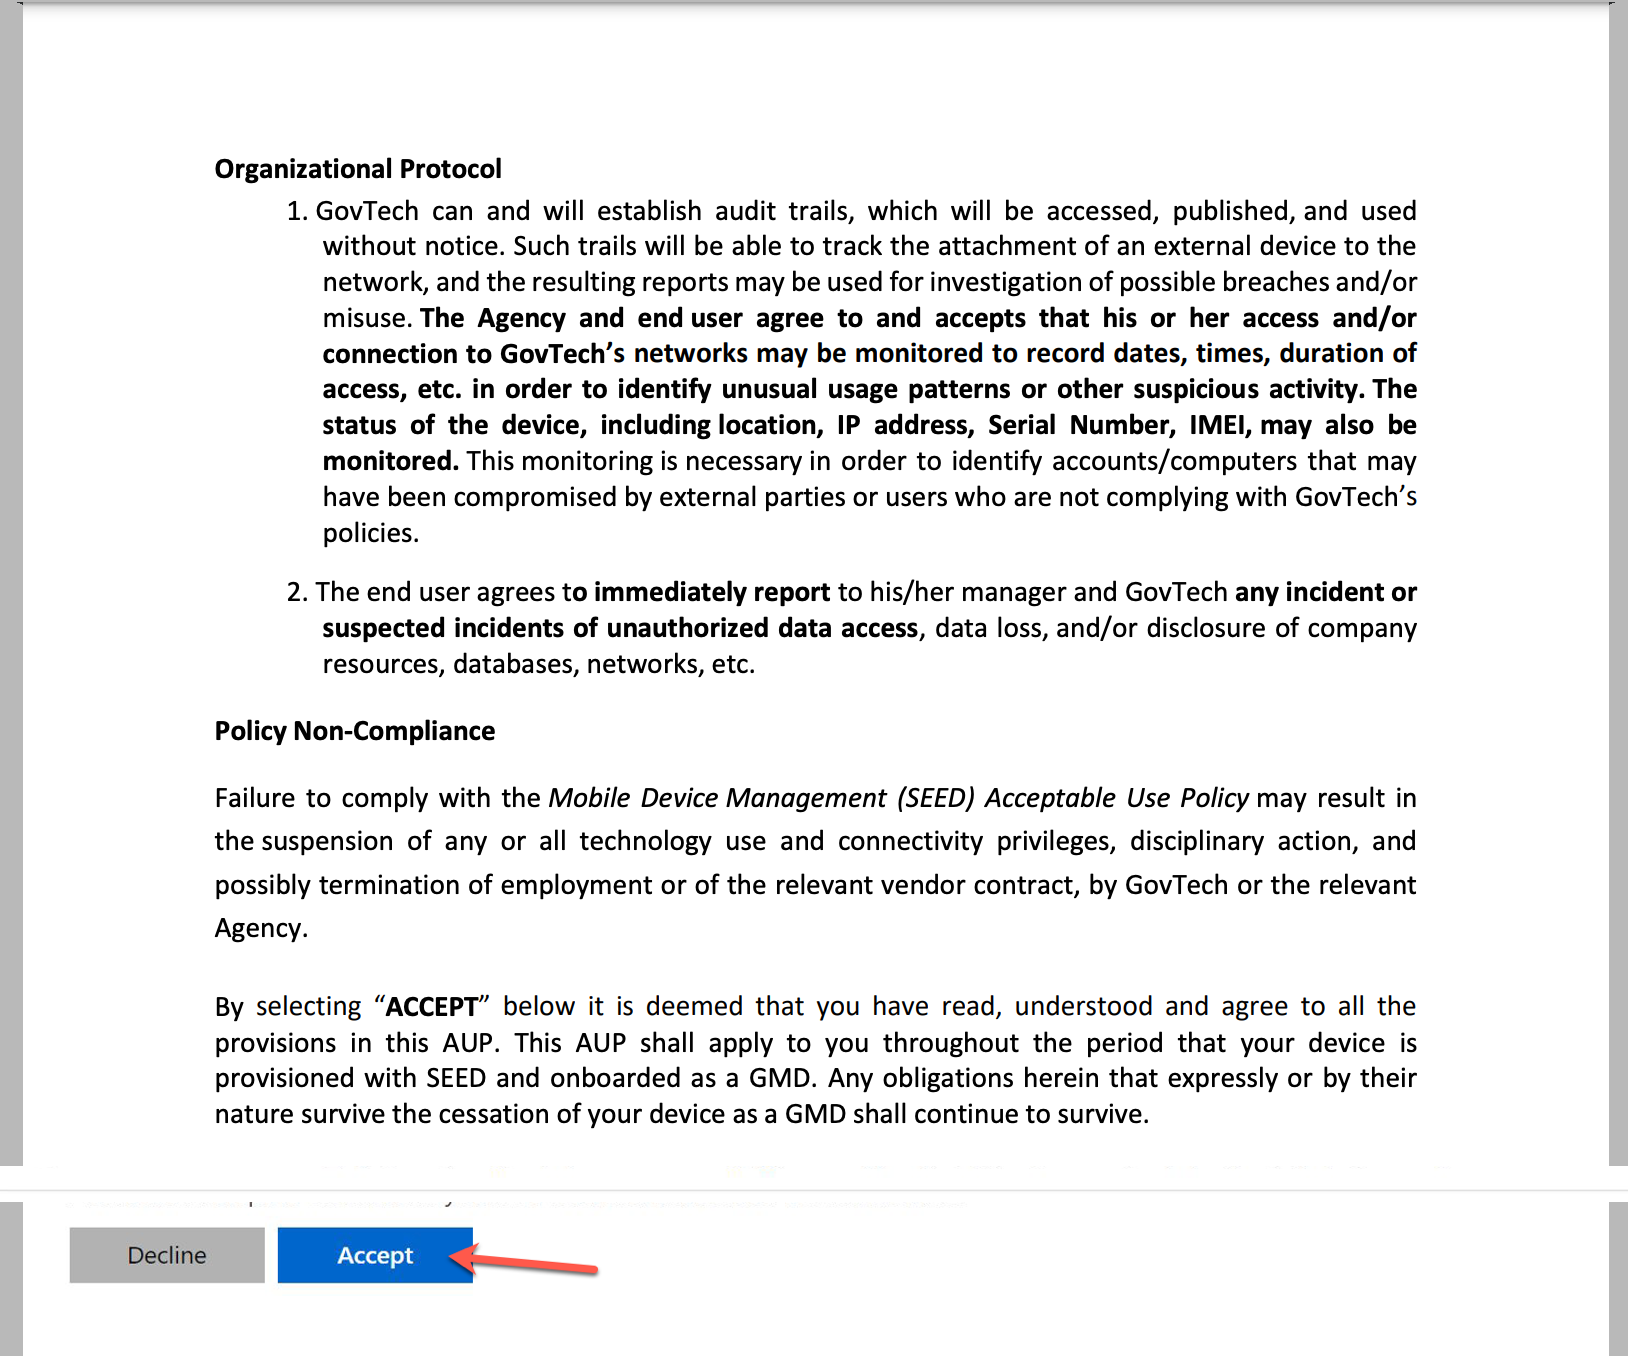 Organizational Protocol
1. GovTech can and will establish audit trails, which will be accessed, published, and used
without notice. Such trails will be able to track the attachment of an external device to the
network, and the resulting reports may be used for investigation of possible breaches and/or
misuse. The Agency and end user agree to and accepts that his or her access and/or
connection to GovTech’s networks may be monitored to record dates, times, duration of
access, etc. in order to identify unusual usage patterns or other suspicious activity. The
status of the device, including location, IP address, Serial Number, IMEI, may also be
monitored. This monitoring is necessary in order to identify accounts/computers that may
have been compromised by external parties or users who are not complying with GovTech’s
policies.
2. The end user agrees to immediately report to his/her manager and GovTech any incident or
suspected incidents of unauthorized data access, data loss, and/or disclosure of company
resources, databases, networks, etc.
Policy Non-Compliance
Failure to comply with the Mobile Device Management (SEED) Acceptable Use Policy may result in
the suspension of any or all technology use and connectivity privileges, disciplinary action, and
possibly termination of employment or of the relevant vendor contract, by GovTech or the relevant
Agency.
By selecting “ACCEPT” below it is deemed that you have read, understood and agree to all the
provisions in this AUP. This AUP shall apply to you throughout the period that your device is
provisioned with SEED and onboarded as a GMD. Any obligations herein that expressly or by their
nature survive the cessation of your device as a GMD shall continue to survive.
Decline
Accept